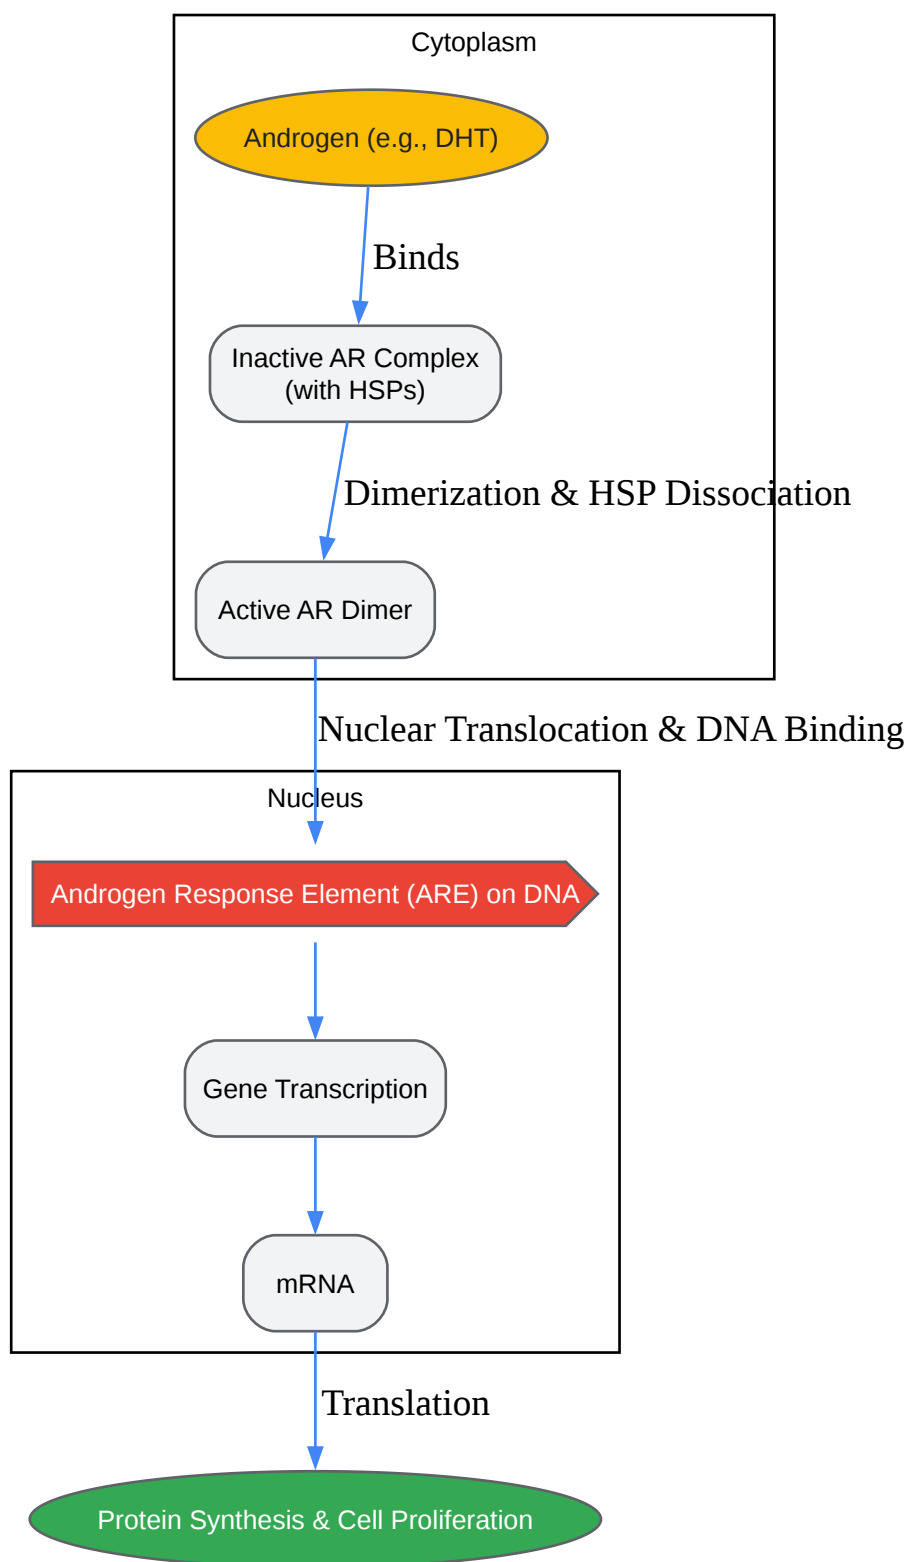 Cytoplasm
Androgen (e.g., DHT)
Binds
Inactive AR Complex
(with HSPs)
Dimerization & HSP Dissociation
Active AR Dimer
Nuclear Translocation & DNA Binding
Nucleus
Androgen Response Element (ARE) on DNA
Gene Transcription
mRNA
Translation
Protein Synthesis & Cell Proliferation